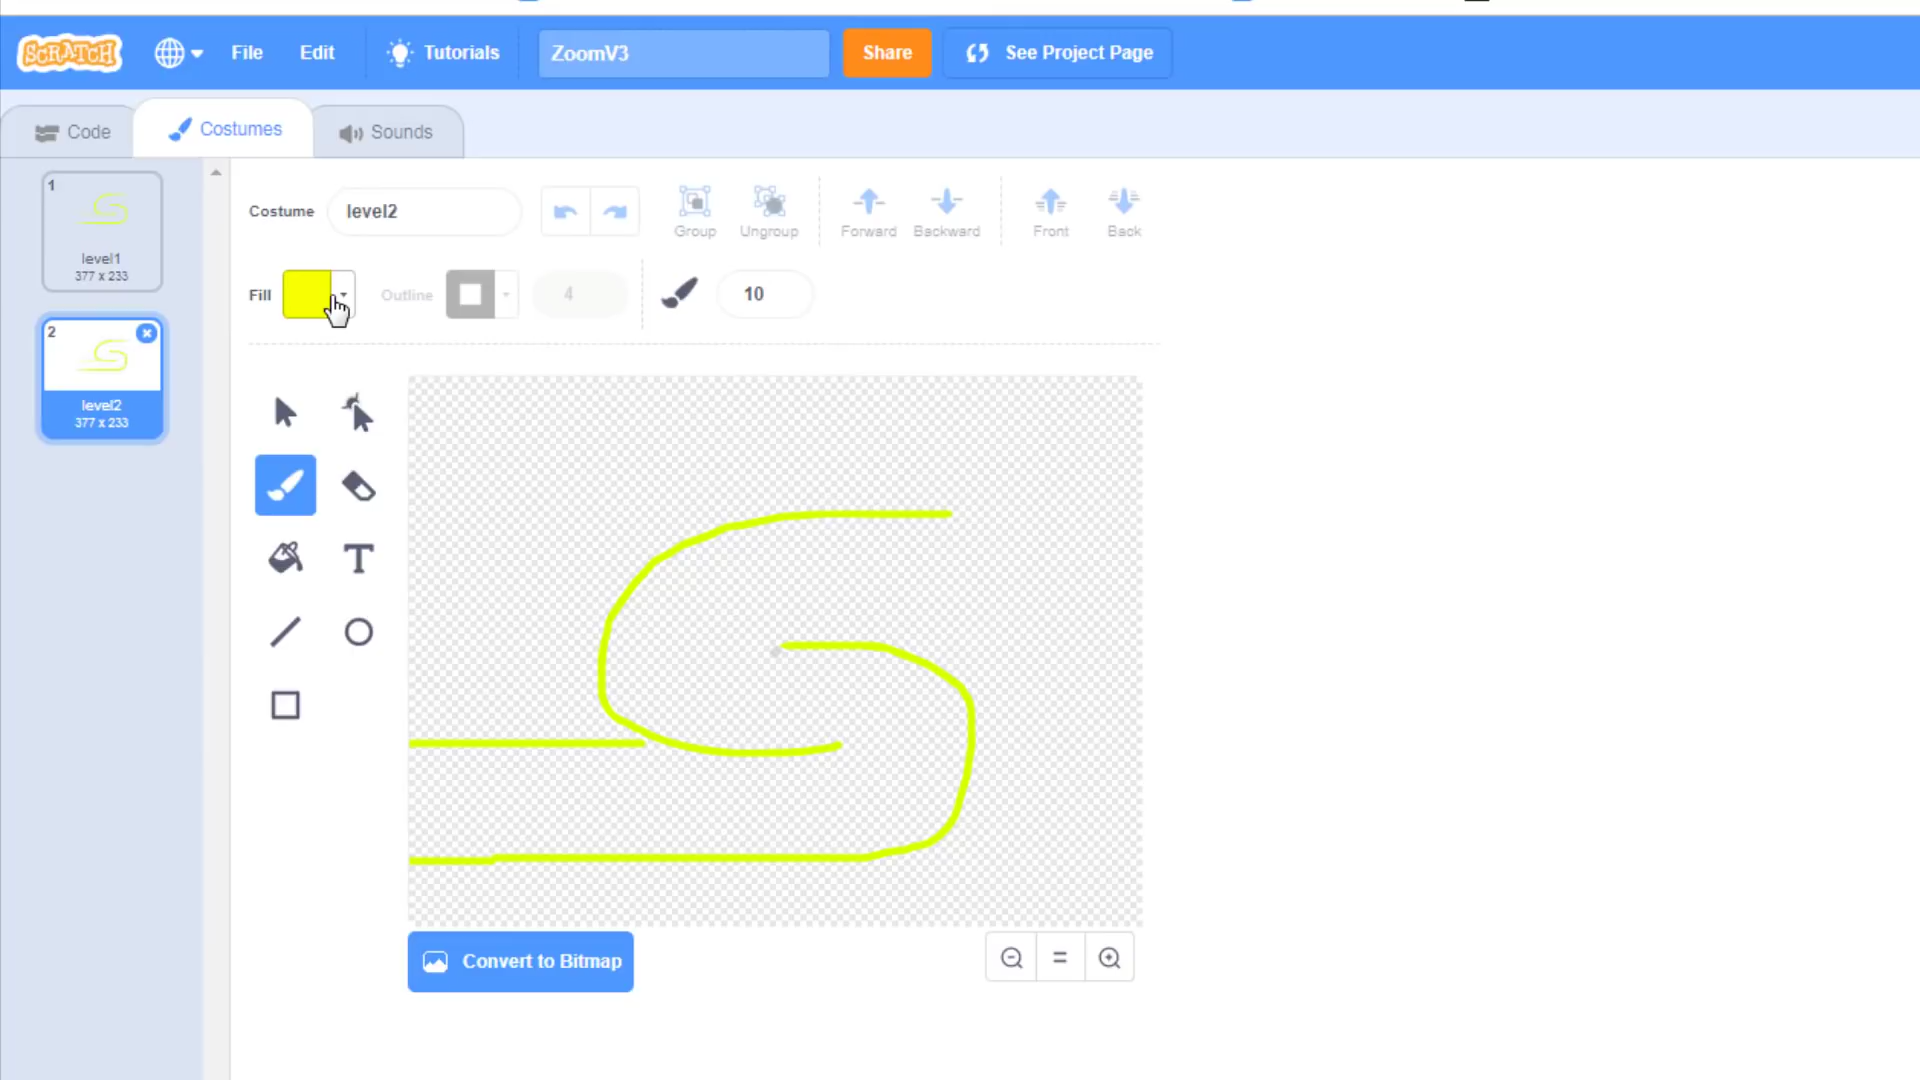 SCRATCH File Edit Tutorials ZoomV3 Share See Project Page
Code Costumes Sounds
1
level1
377 x 233
2
level2
377 x 233
Costume level2 Group Ungroup Forward Backward Front Back
Fill Outline 4 10
Convert to Bitmap